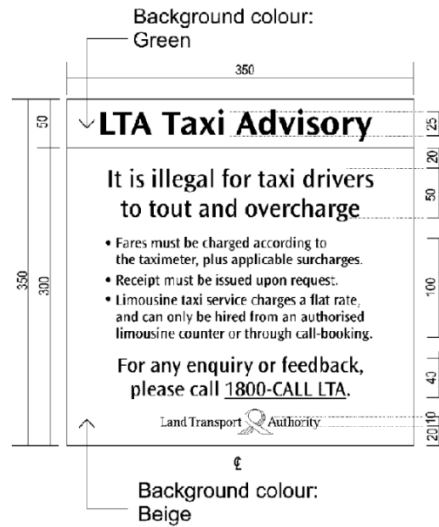 Background colour:
Green
350
50
LTA Taxi Advisory
25
20
It is illegal for taxi drivers
to tout and overcharge
50
350
300
• Fares must be charged according to
the taximeter, plus applicable surcharges.
• Receipt must be issued upon request.
• Limousine taxi service charges a flat rate,
and can only be hired from an authorised
limousine counter or through call-booking.
100
For any enquiry or feedback,
please call 1800-CALL LTA.
40
Land Transport Authority
10
20
℄
Background colour:
Beige